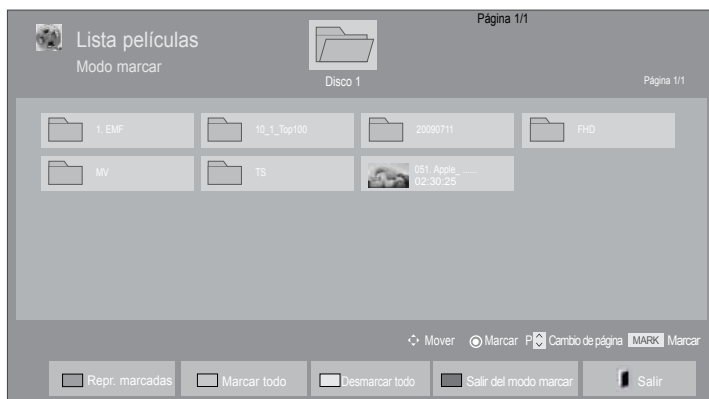 Página 1/1
Lista películas
Modo marcar
Disco 1
Página 1/1
1. EMF
10_1_Top100
20090711
FHD
MV
TS
051. Apple_ ......
02:30:25
Mover Marcar P Cambio de página MARK Marcar
Repr. marcadas Marcar todo Desmarcar todo Salir del modo marcar Salir